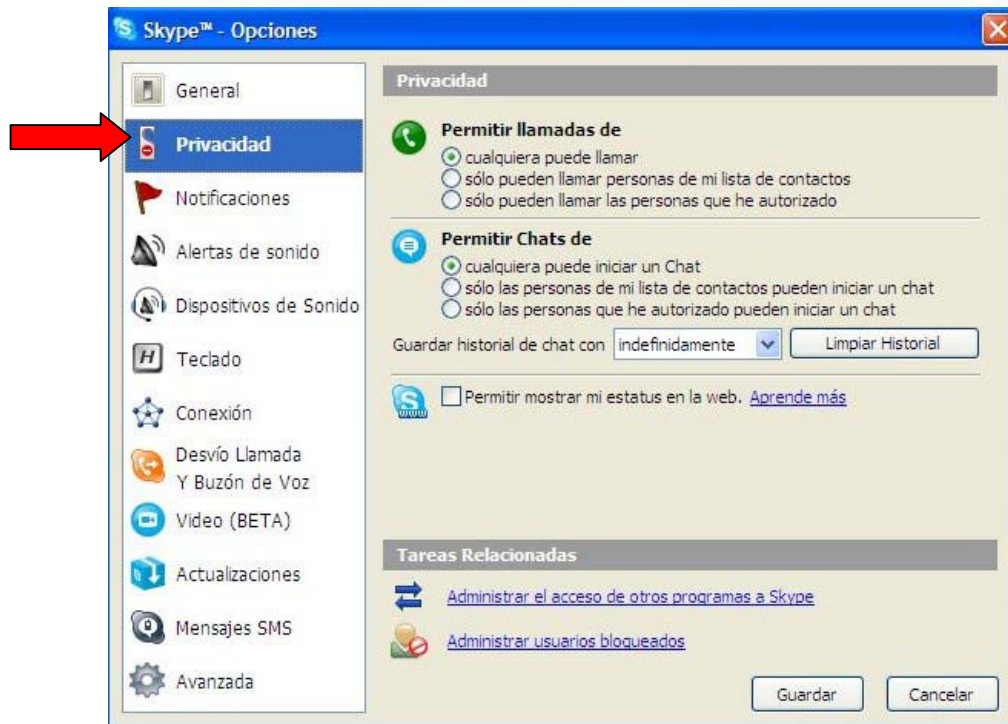 Skype™ - Opciones
General
Privacidad
Notificaciones
Alertas de sonido
Dispositivos de Sonido
H Teclado
Conexión
Desvío Llamada
Y Buzón de Voz
Video (BETA)
Actualizaciones
Mensajes SMS
Avanzada
Privacidad
Permitir llamadas de
cualquiera puede llamar
sólo pueden llamar personas de mi lista de contactos
sólo pueden llamar las personas que he autorizado
Permitir Chats de
cualquiera puede iniciar un Chat
sólo las personas de mi lista de contactos pueden iniciar un chat
sólo las personas que he autorizado pueden iniciar un chat
Guardar historial de chat con indefinidamente Limpiar Historial
S www Permitir mostrar mi estatus en la web. Aprende más
Tareas Relacionadas
Administrar el acceso de otros programas a Skype
Administrar usuarios bloqueados
Guardar Cancelar